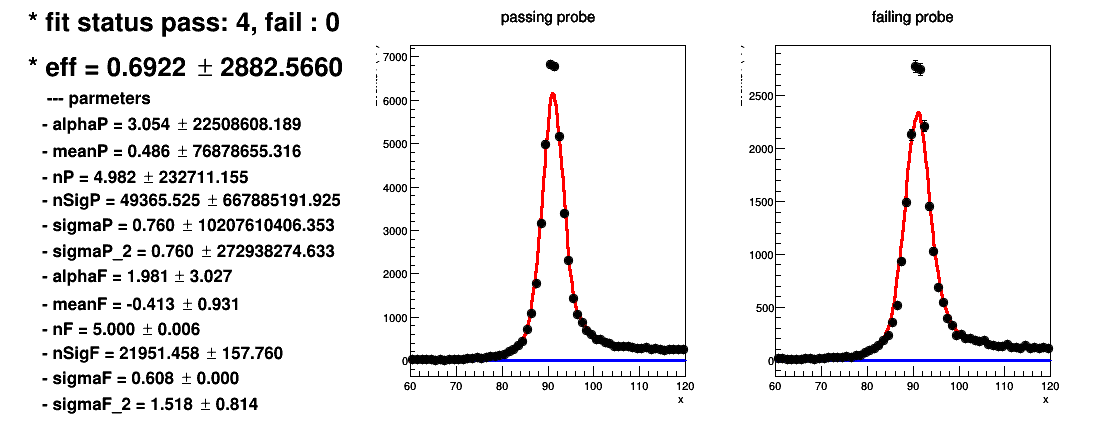 * fit status pass: 4, fail : 0
* eff = 0.6922 ± 2882.5660
--- parmeters
- alphaP = 3.054 ± 22508608.189
- meanP = 0.486 ± 76878655.316
- nP = 4.982 ± 232711.155
- nSigP = 49365.525 ± 667885191.925
- sigmaP = 0.760 ± 10207610406.353
- sigmaP_2 = 0.760 ± 272938274.633
- alphaF = 1.981 ± 3.027
- meanF = -0.413 ± 0.931
- nF = 5.000 ± 0.006
- nSigF = 21951.458 ± 157.760
- sigmaF = 0.608 ± 0.000
- sigmaF_2 = 1.518 ± 0.814
passing probe
7000
6000
5000
4000
3000
2000
1000
0
60 70 80 90 100 110 120
x
failing probe
2500
2000
1500
1000
500
0
60 70 80 90 100 110 120
x